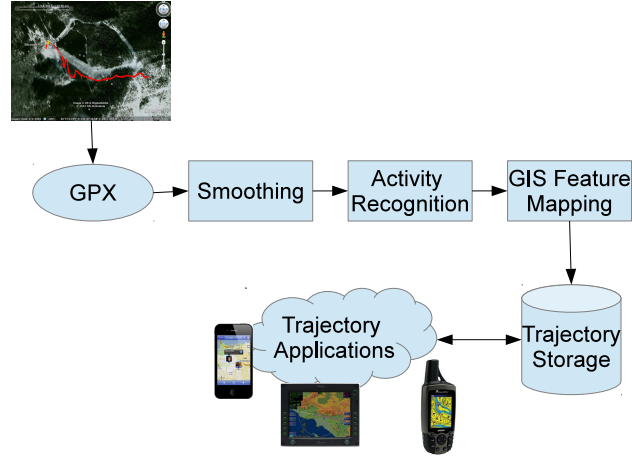 GPX
Smoothing
Activity
Recognition
GIS Feature
Mapping
Trajectory
Applications
Trajectory
Storage